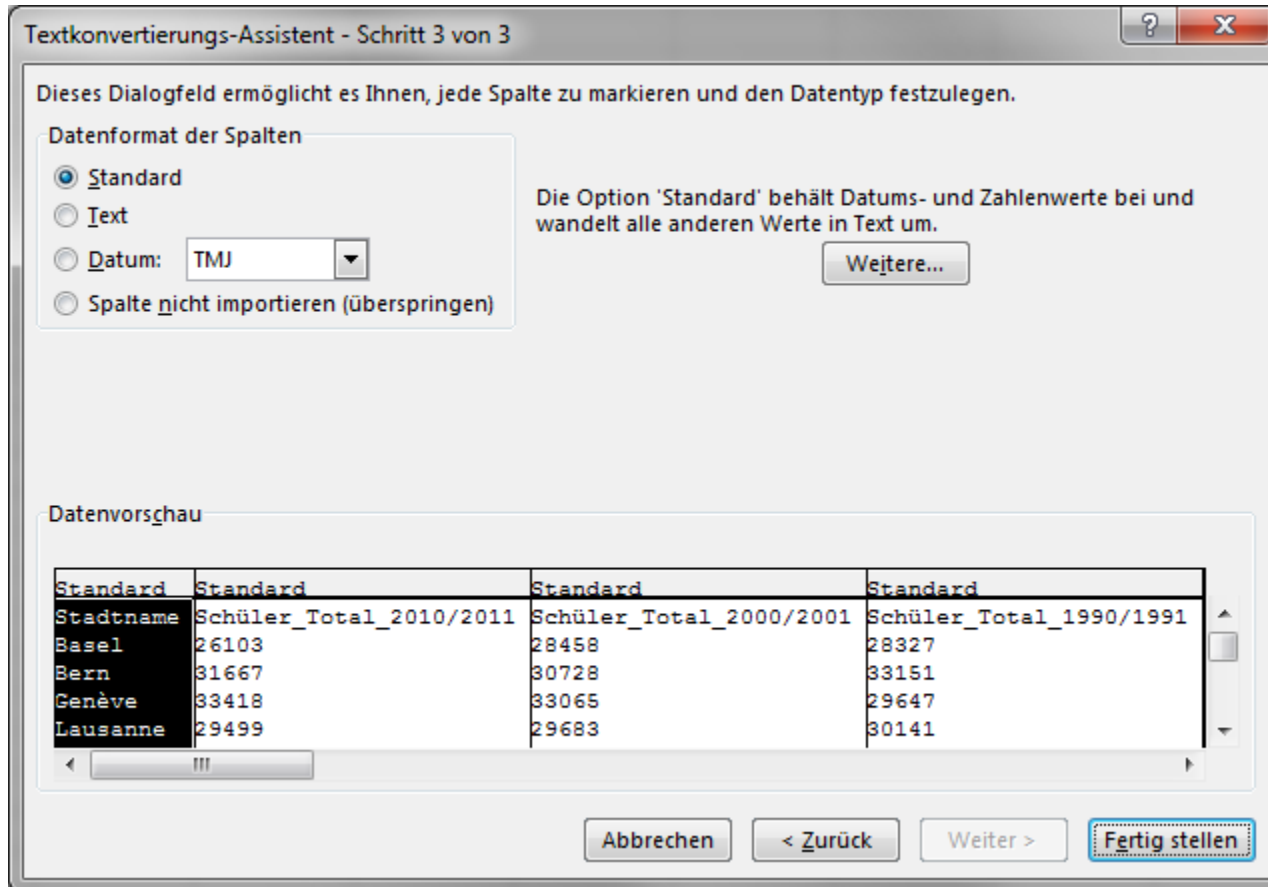 Textkonvertierungs-Assistent - Schritt 3 von 3
Dieses Dialogfeld ermöglicht es Ihnen, jede Spalte zu markieren und den Datentyp festzulegen.
Datenformat der Spalten
Standard
Text
Datum: TMJ
Spalte nicht importieren (überspringen)
Die Option 'Standard' behält Datums- und Zahlenwerte bei und
wandelt alle anderen Werte in Text um.
Weitere...
Datenvorschau
Standard Standard Standard Standard
Stadtname Schüler_Total_2010/2011 Schüler_Total_2000/2001 Schüler_Total_1990/1991
Basel 26103 28458 28327
Bern 31667 30728 33151
Genève 33418 33065 29647
Lausanne 29499 29683 30141
Abbrechen < Zurück Weiter > Fertig stellen